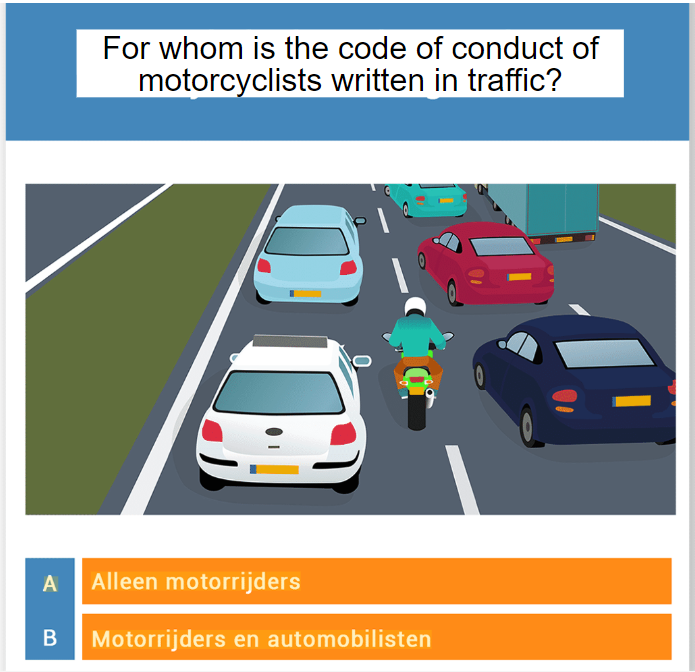 For whom is the code of conduct of
motorcyclists written in traffic?
A
Alleen motorrijders
B
Motorrijders en automobilisten